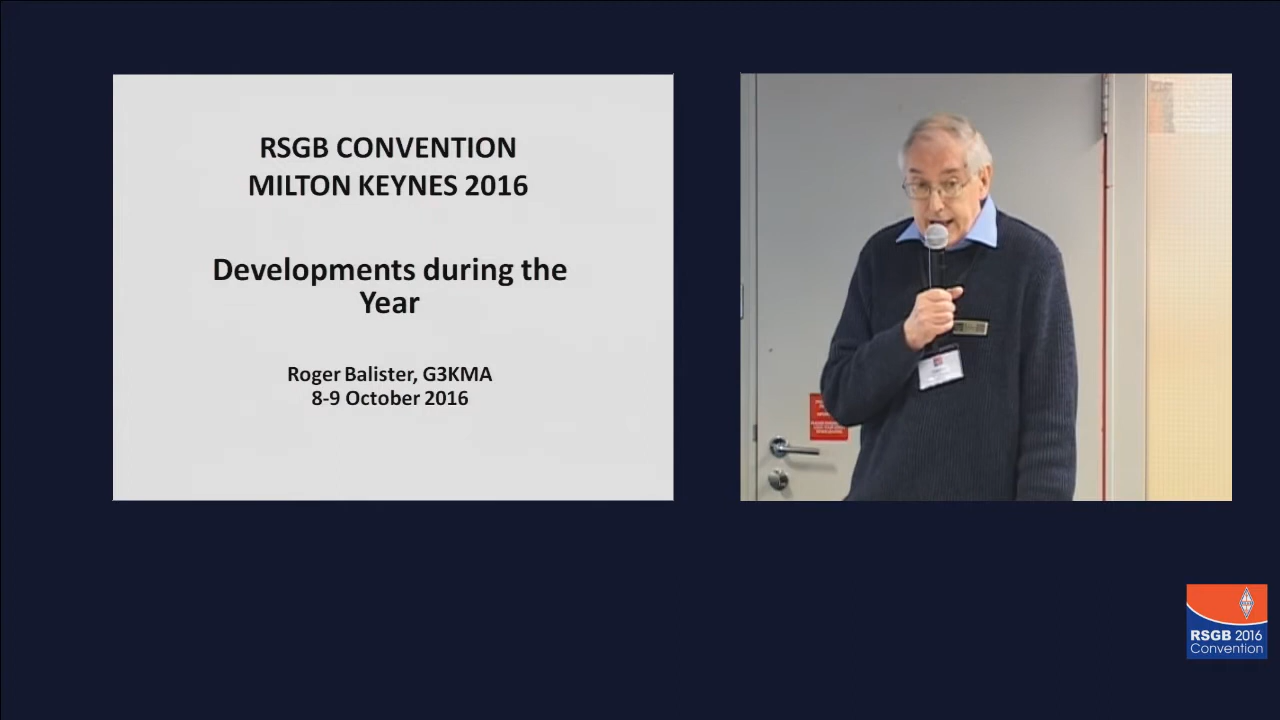 RSGB CONVENTION
MILTON KEYNES 2016
Developments during the
Year
Roger Balister, G3KMA
8-9 October 2016
RSGB 2016
Convention